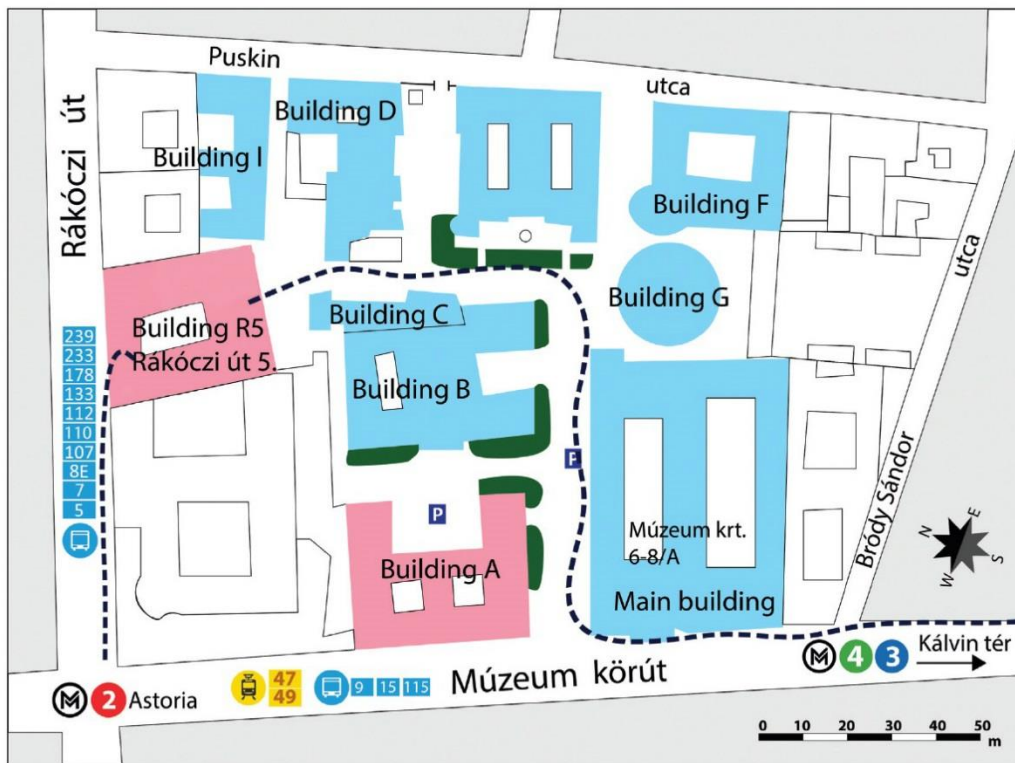 Puskin
utca
Rákóczi út
Building D
Building I
Building F
Building G
Building C
Building R5
Rákóczi út 5.
Building B
239
233
178
133
112
110
107
8E
7
5
P
P
Building A
Múzeum krt.
6-8/A
Main building
Bródy Sándor
utca
N
E
S
W
M 2 Astoria
47
49
9 15 115
Múzeum körút
M 4 3
Kálvin tér
0 10 20 30 40 50
m